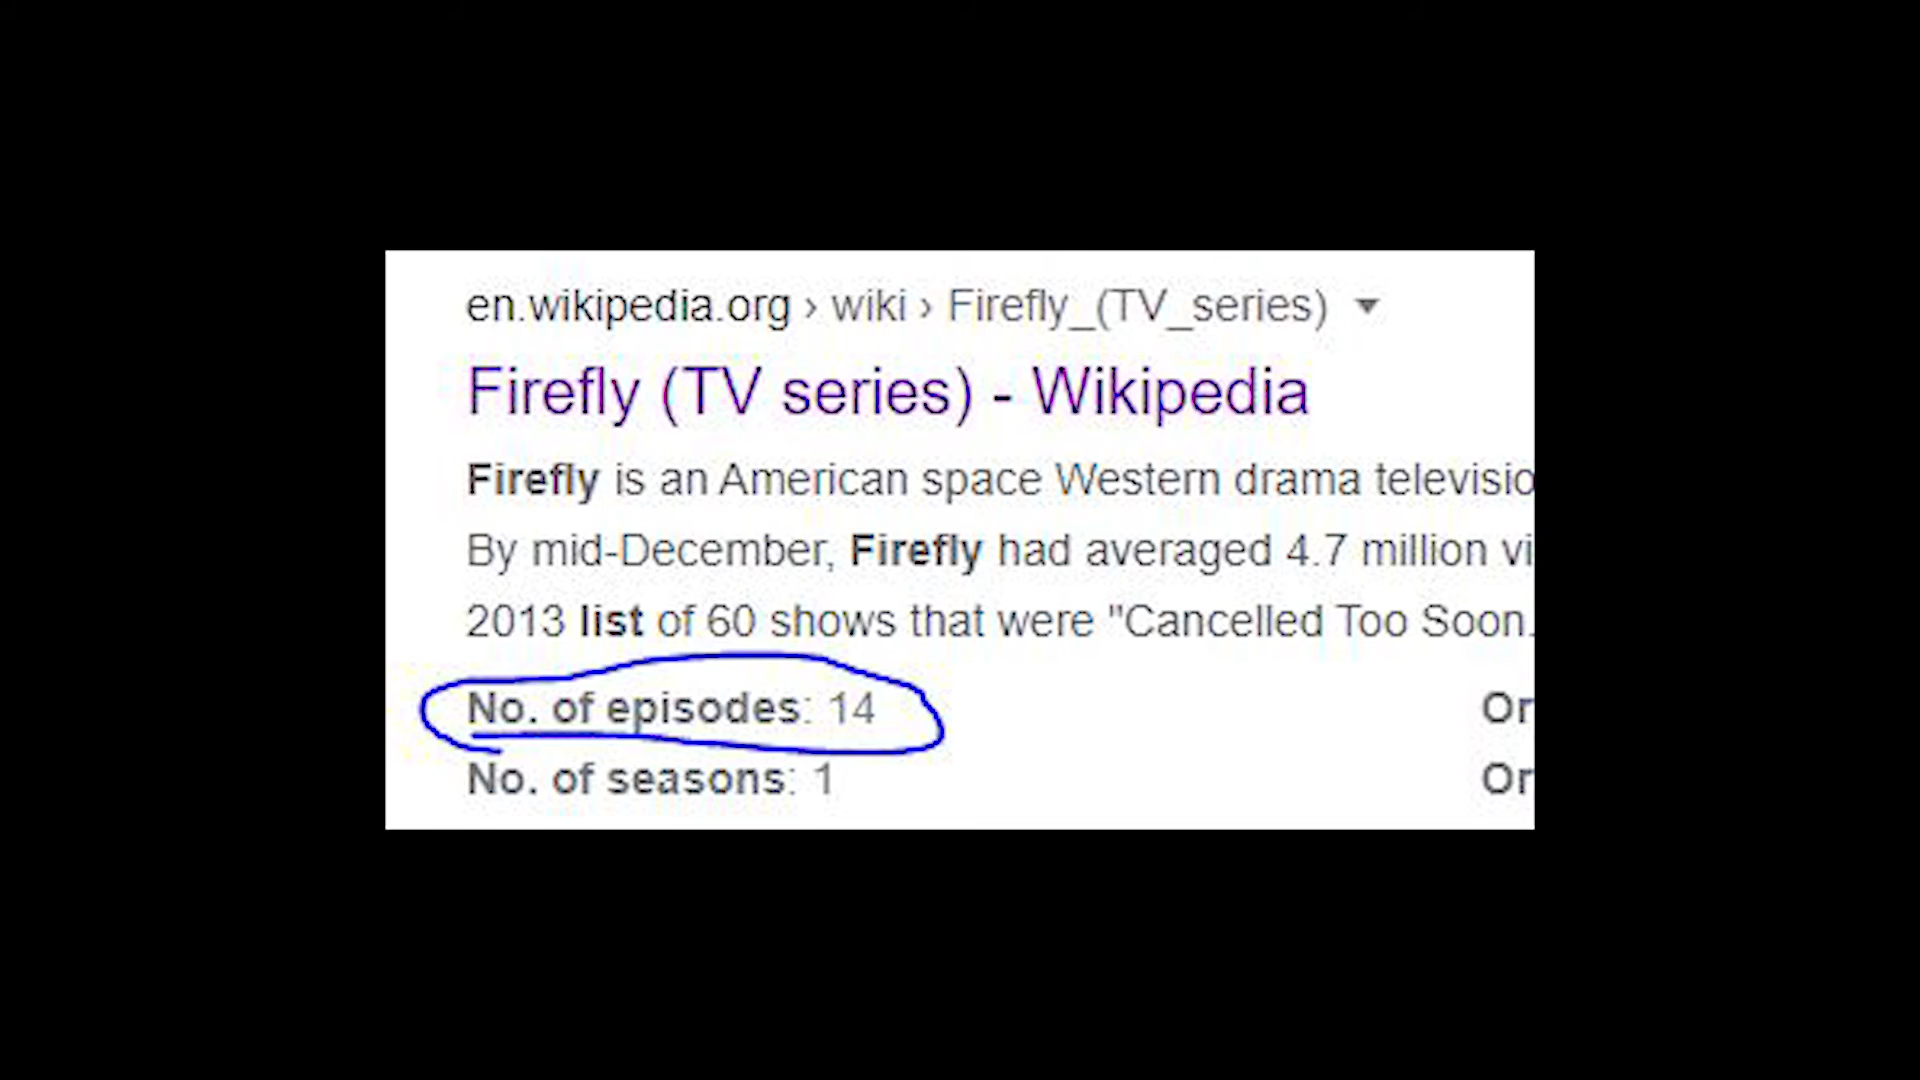 en.wikipedia.org › wiki › Firefly_(TV_series)
Firefly (TV series) - Wikipedia
Firefly is an American space Western drama televisio
By mid-December, Firefly had averaged 4.7 million vi
2013 list of 60 shows that were "Cancelled Too Soon.
No. of episodes: 14 Or
No. of seasons: 1 Or